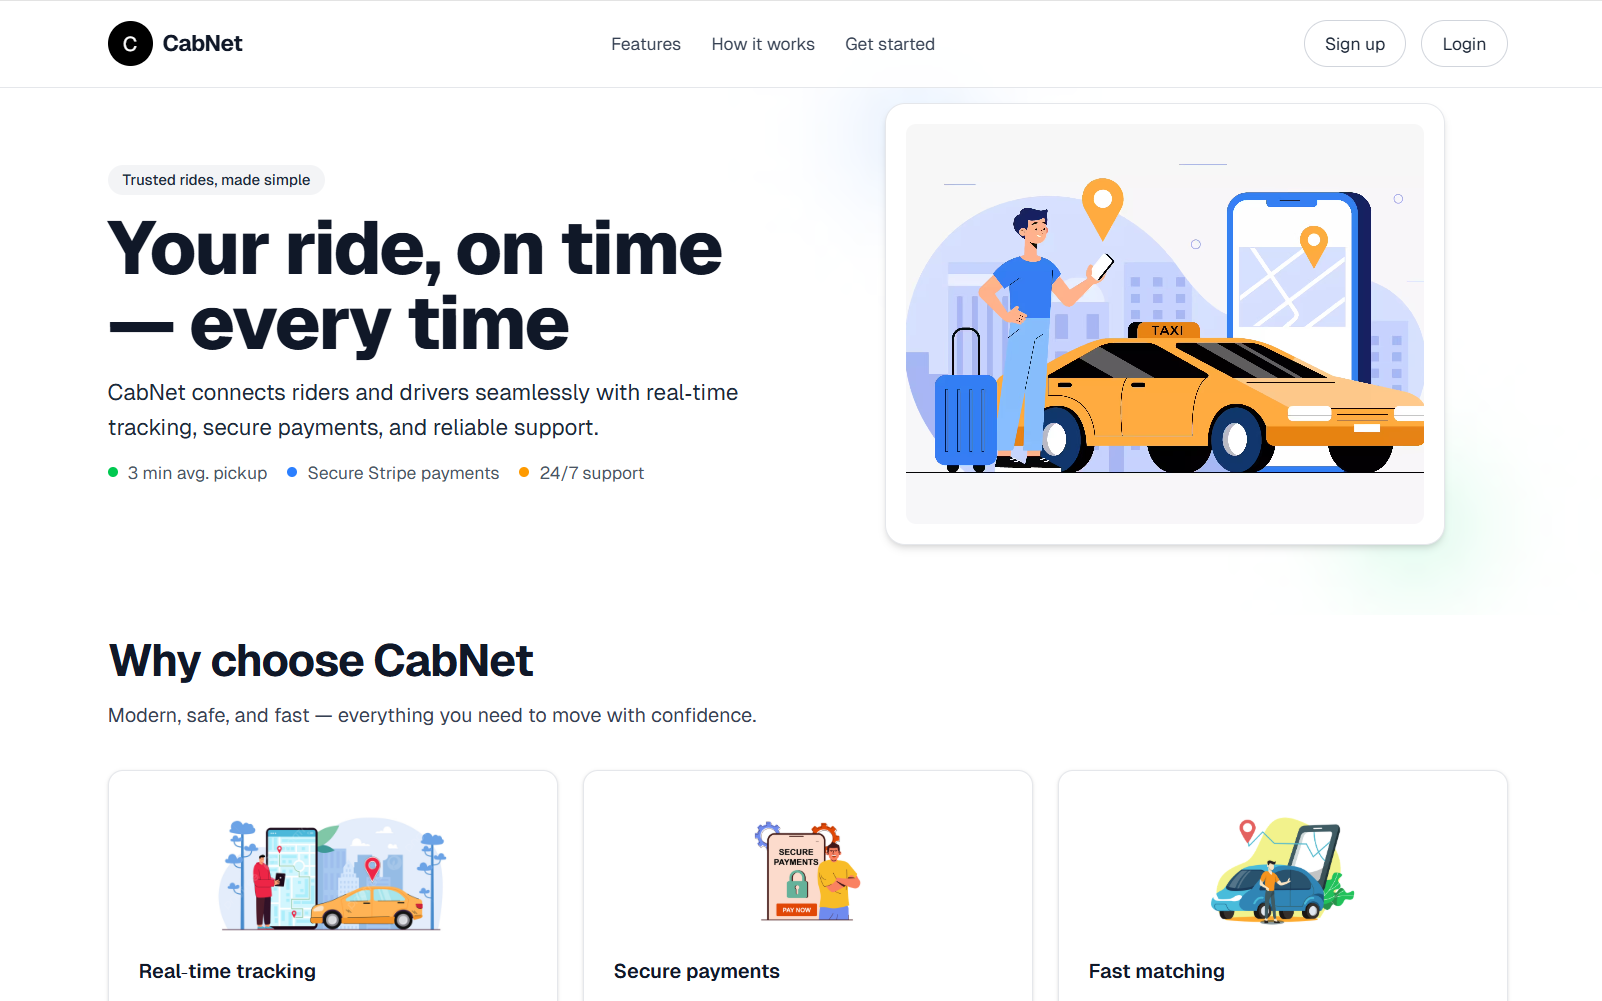 C
CabNet
Features
How it works
Get started
Sign up
Login
Trusted rides, made simple
Your ride, on time
— every time
CabNet connects riders and drivers seamlessly with real-time
tracking, secure payments, and reliable support.
3 min avg. pickup
Secure Stripe payments
24/7 support
TAXI
Why choose CabNet
Modern, safe, and fast — everything you need to move with confidence.
SECURE
PAYMENTS
PAY NOW
Real-time tracking
Secure payments
Fast matching